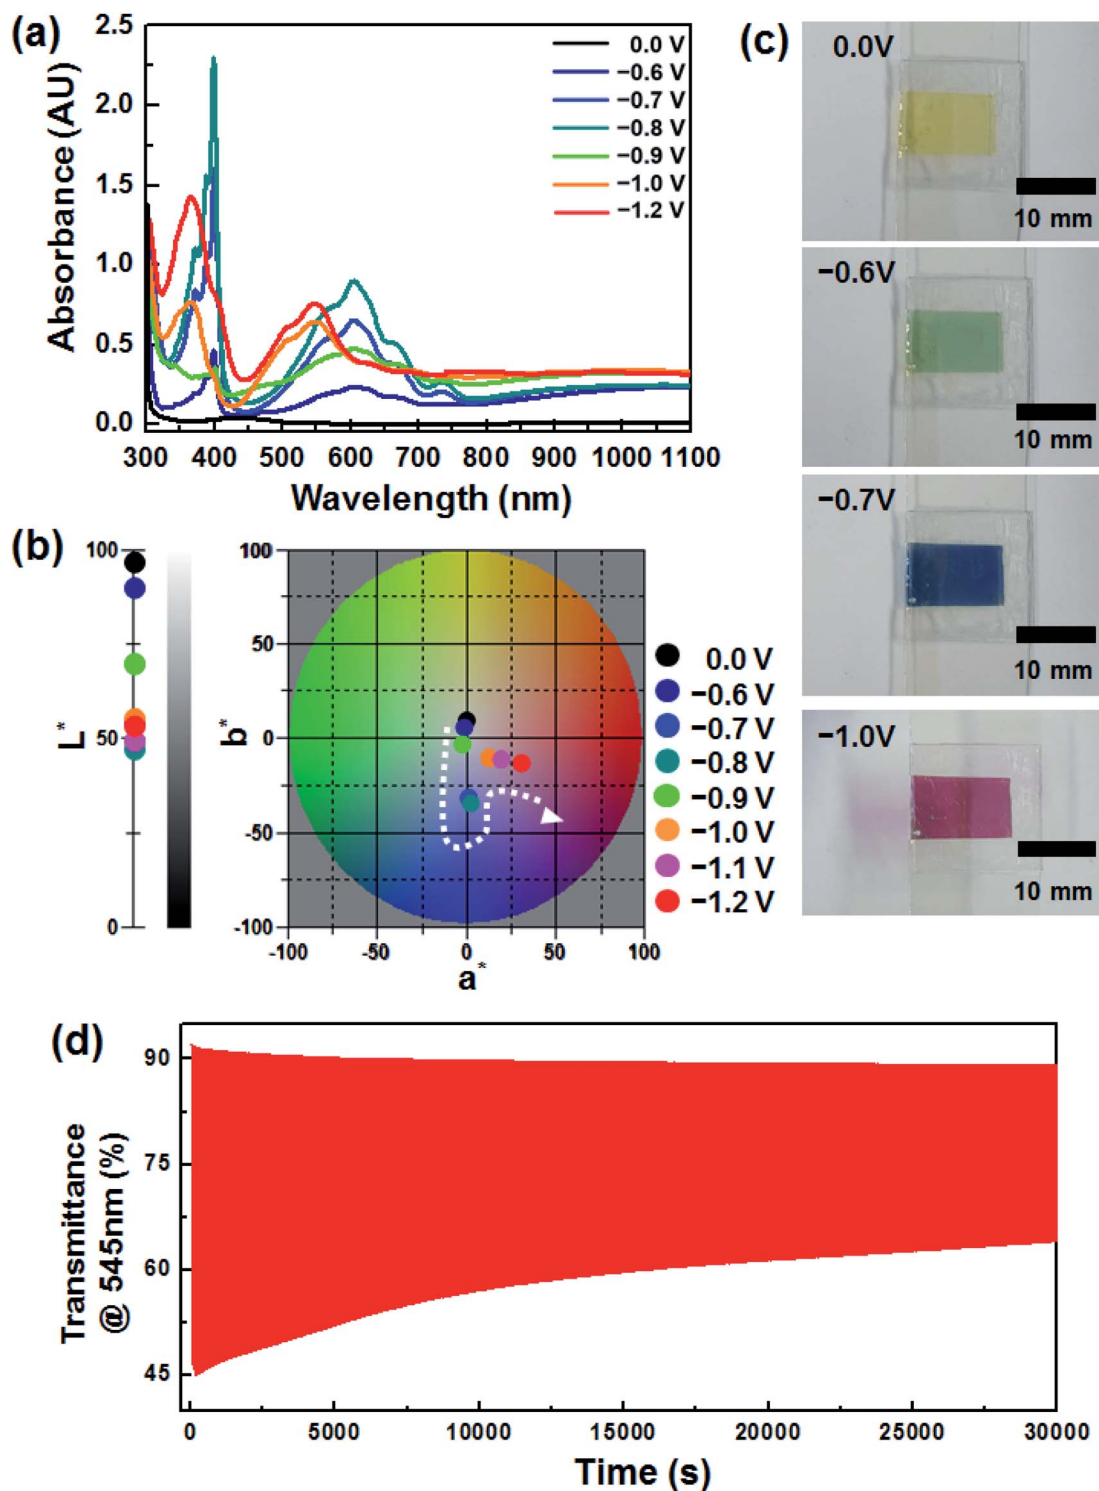 (a)
2.5
2.0
1.5
1.0
0.5
0.0
Absorbance (AU)
300 400 500 600 700 800 900 1000 1100
Wavelength (nm)
0.0 V
−0.6 V
−0.7 V
−0.8 V
−0.9 V
−1.0 V
−1.2 V
(b)
100
50
0
L*
100
50
0
-50
-100
b*
-100 -50 0 50 100
a*
0.0 V
−0.6 V
−0.7 V
−0.8 V
−0.9 V
−1.0 V
−1.1 V
−1.2 V
(c)
0.0V
10 mm
−0.6V
10 mm
−0.7V
10 mm
−1.0V
10 mm
(d)
90
75
60
45
Transmittance
@ 545nm (%)
0 5000 10000 15000 20000 25000 30000
Time (s)